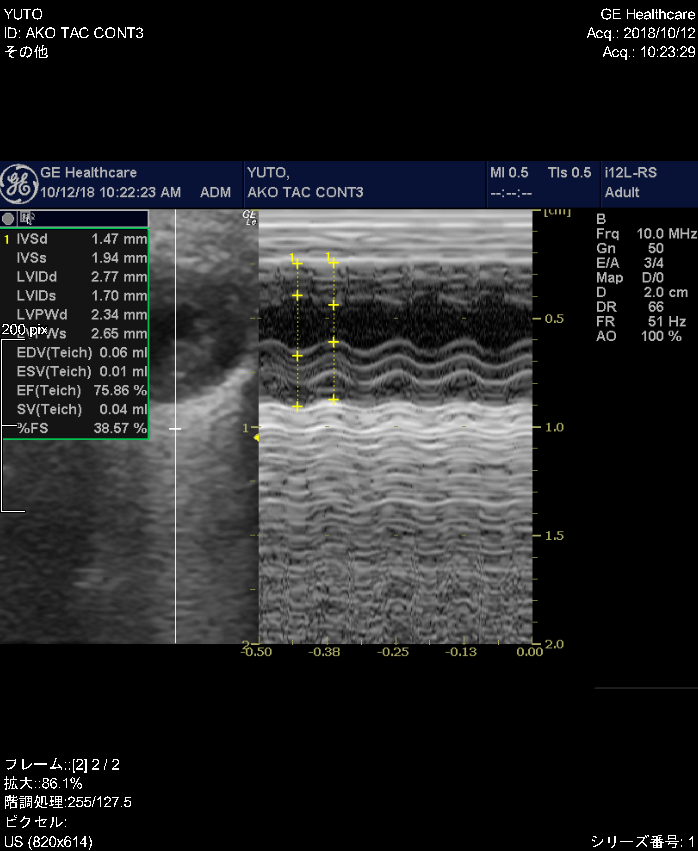 YUTO
ID: AKO TAC CONT3
その他
GE Healthcare
Acq.: 2018/10/12
Acq.: 10:23:29
GE Healthcare
10/12/18 10:22:23 AM ADM
YUTO,
AKO TAC CONT3
MI 0.5 TIs 0.5
--:--:--
i12L-RS
Adult
1 IVSd 1.47 mm
IVSs 1.94 mm
LVIDd 2.77 mm
LVIDs 1.70 mm
LVPWd 2.34 mm
200 pix
2.65 mm
EDV(Teich) 0.06 ml
ESV(Teich) 0.01 ml
EF(Teich) 75.86 %
SV(Teich) 0.04 ml
%FS 38.57 %
GE
1 1
0.5
1
1.0
1.5
2
2.0
-0.50 -0.38 -0.25 -0.13 0.00
B
Frq 10.0 MHz
Gn 50
E/A 3/4
Map D/0
D 2.0 cm
DR 66
FR 51 Hz
AO 100 %
フレーム::[2] 2 / 2
拡大::86.1%
階調処理:255/127.5
ピクセル:
US (820x614)
シリーズ番号: 1